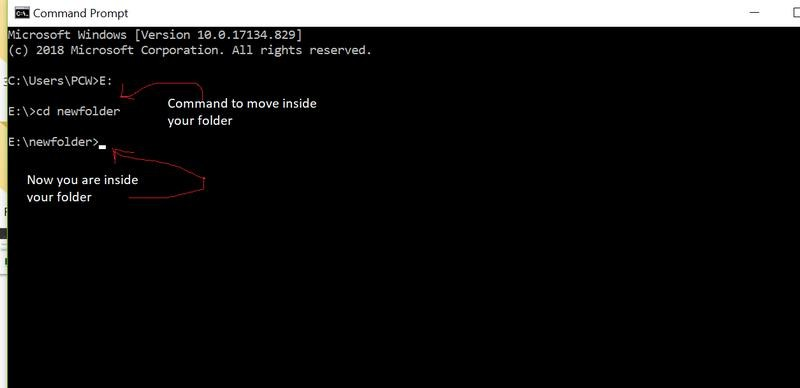 Command Prompt
Microsoft Windows [Version 10.0.17134.829]
(c) 2018 Microsoft Corporation. All rights reserved.
C:\Users\PCW>E:
E:\>cd newfolder
Command to move inside
your folder
E:\newfolder>
Now you are inside
your folder